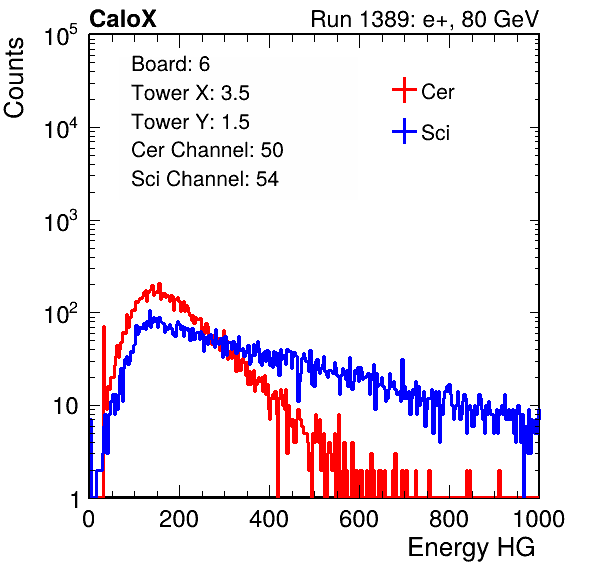 CaloX Run 1389: e+, 80 GeV
Counts
Board: 6
Tower X: 3.5
Tower Y: 1.5
Cer Channel: 50
Sci Channel: 54
Cer
Sci
10^5
10^4
10^3
10^2
10
1
0 200 400 600 800 1000
Energy HG